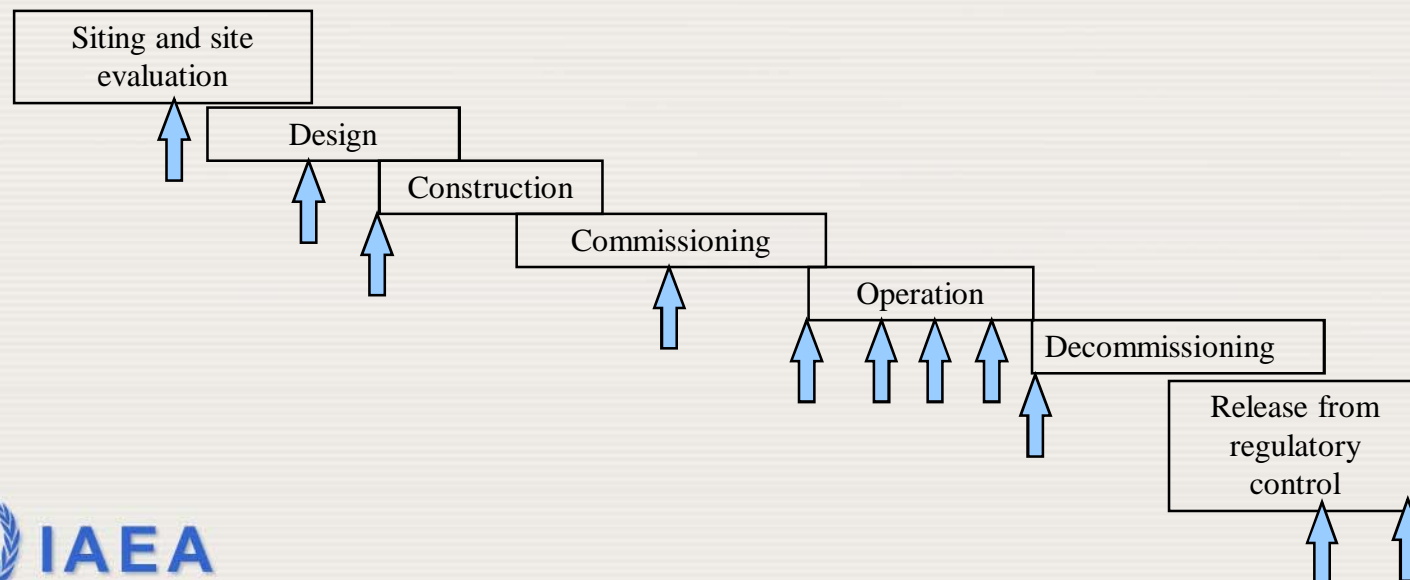 Siting and site
evaluation
Design
Construction
Commissioning
Operation
Decommissioning
Release from
regulatory
control
IAEA